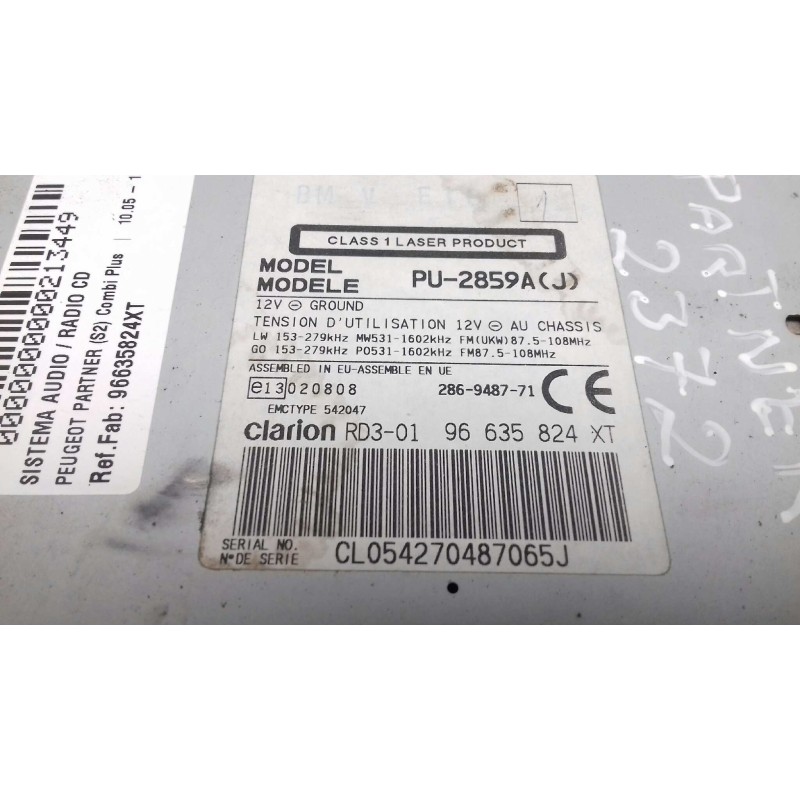 0000000000213449
SISTEMA AUDIO / RADIO CD
PEUGEOT PARTNER (S2) Combi Plus | 10.05 - 1
Ref.Fab: 96635824XT
CLASS 1 LASER PRODUCT
MODEL
MODELE PU-2859A(J)
12V ⊖ GROUND
TENSION D'UTILISATION 12V ⊖ AU CHASSIS
LW 153-279kHz MW531-1602kHz FM(UKW)87.5-108MHz
GO 153-279kHz PO531-1602kHz FM87.5-108MHz
ASSEMBLED IN EU-ASSEMBLE EN UE
e13 020808 286-9487-71 CE
EMCTYPE 542047
clarion RD3-01 96 635 824 XT
SERIAL NO.
N° DE SERIE CL054270487065J
PARTNER
2372